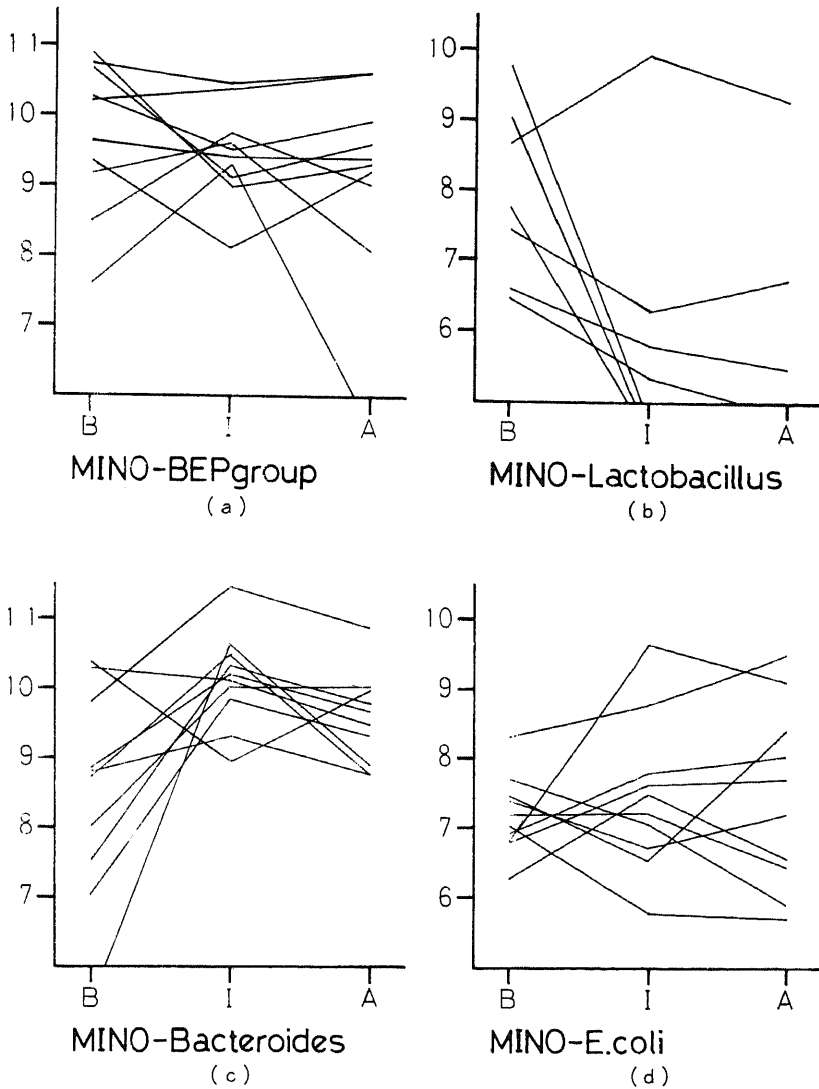 11
10
9
8
7
B I A
MINO-BEPgroup
(a)
10
9
8
7
6
B I A
MINO-Lactobacillus
(b)
11
10
9
8
7
B I A
MINO-Bacteroides
(c)
10
9
8
7
6
B I A
MINO-E.coli
(d)